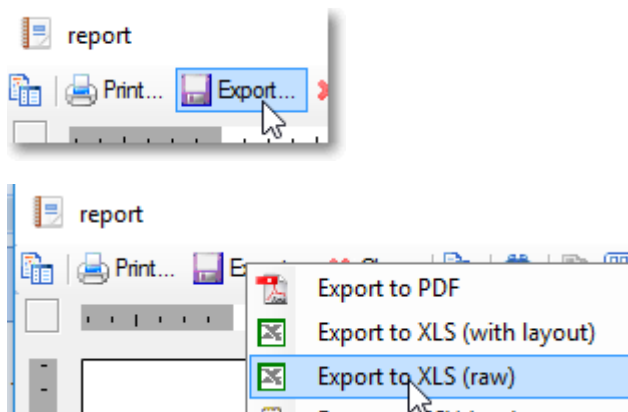 report
Print... Export...
report
Print...
Export to PDF
Export to XLS (with layout)
Export to XLS (raw)